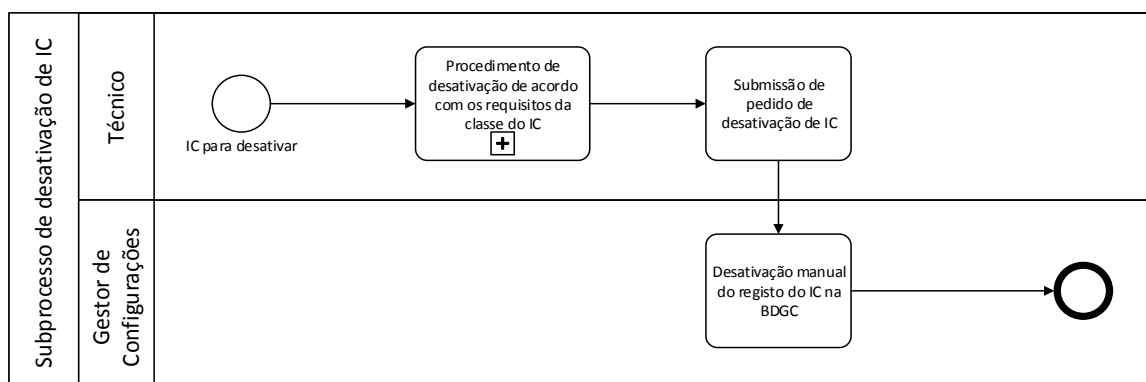 Subprocesso de desativação de IC
Técnico
IC para desativar
Procedimento de
desativação de acordo
com os requisitos da
classe do IC
Submissão de
pedido de
desativação de IC
Gestor de
Configurações
Desativação manual
do registo do IC na
BDGC